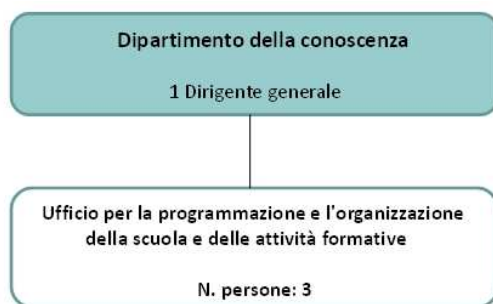 Dipartimento della conoscenza
1 Dirigente generale
Ufficio per la programmazione e l'organizzazione
della scuola e delle attività formative
N. persone: 3